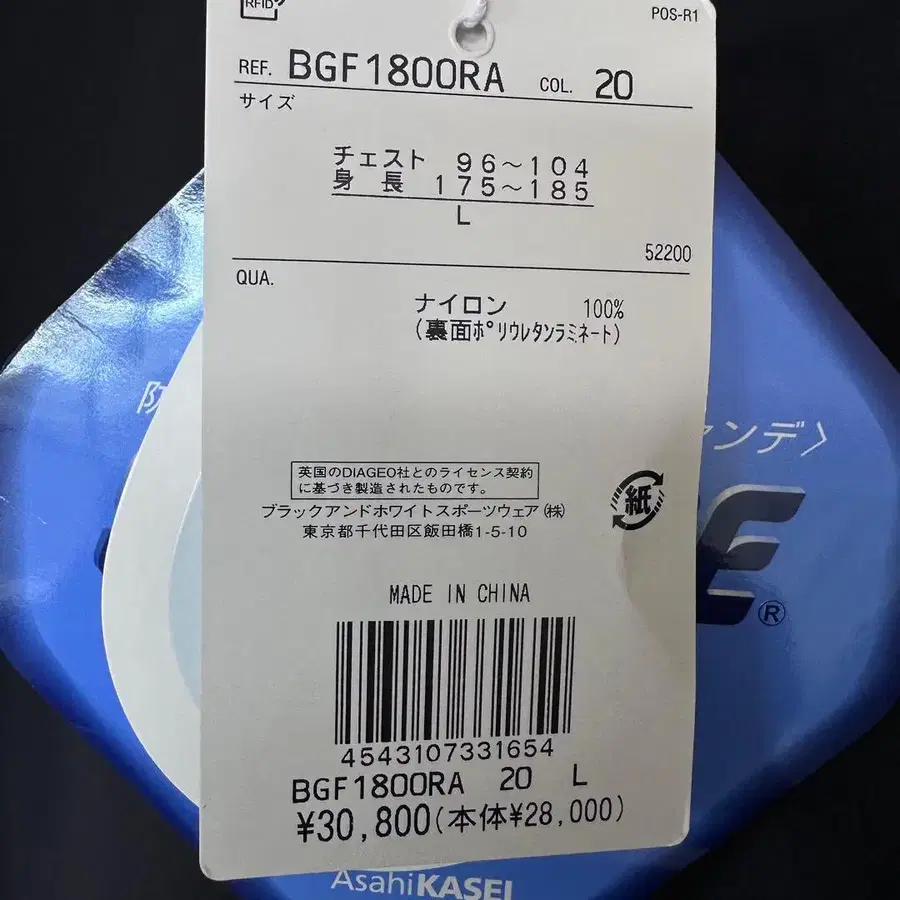 RFID
POS-R1
REF. BGF1800RA COL. 20
サイズ
チェスト 96～104
身長 175～185
L
52200
QUA.
ナイロン 100%
(裏面ﾎﾟﾘｳﾚﾀﾝﾗﾐﾈｰﾄ)
防
ァンデ〉
英国のDIAGEO社とのライセンス契約
に基づき製造されたものです。
ブラックアンドホワイトスポーツウェア㈱
東京都千代田区飯田橋1-5-10
紙
E®
MADE IN CHINA
4543107331654
BGF1800RA 20 L
¥30,800(本体¥28,000)
AsahiKASEI